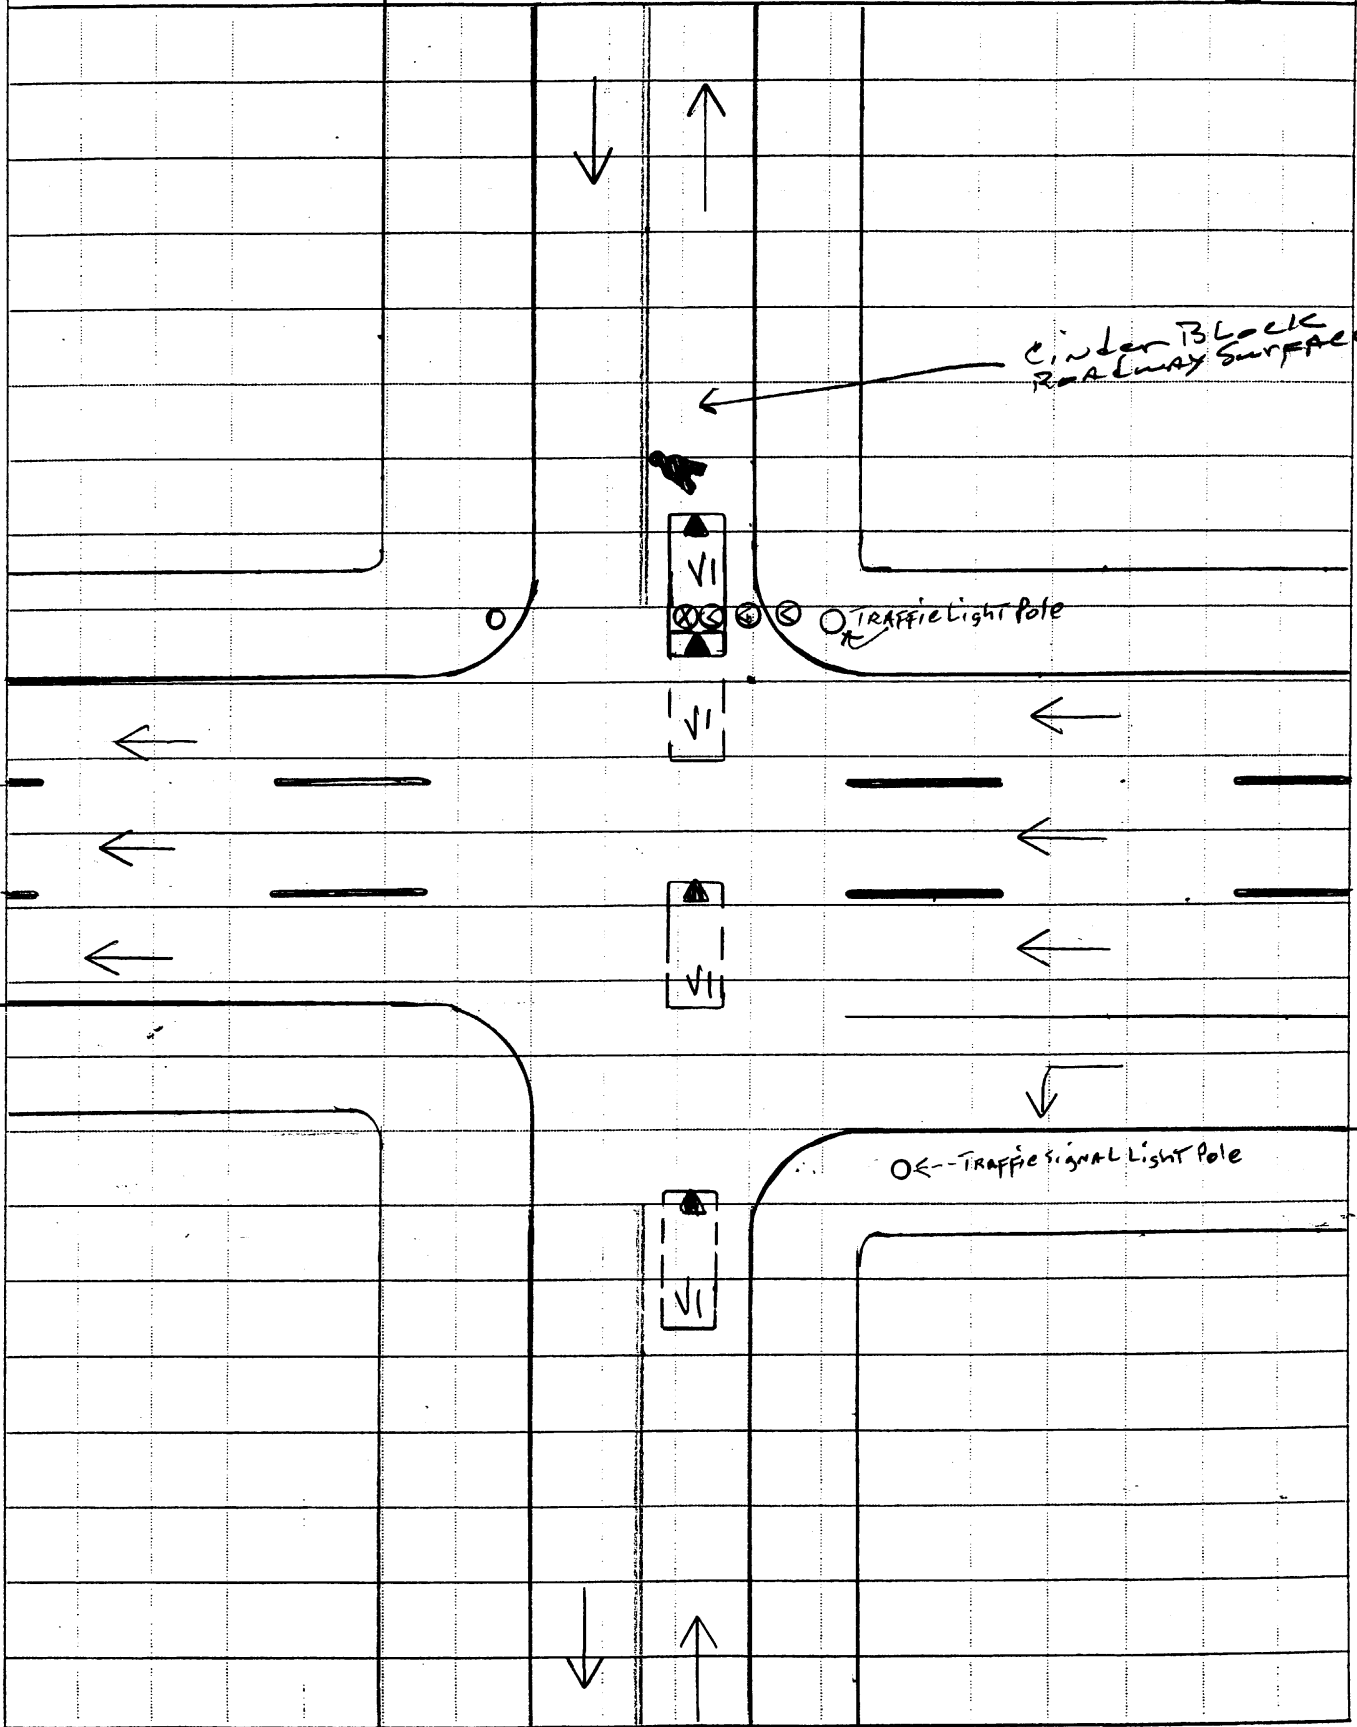 Cinder Block
Roadway Surface
V1
TRAFFic Light Pole
V1
V1
TRAFFic SigNAL Light Pole
V1